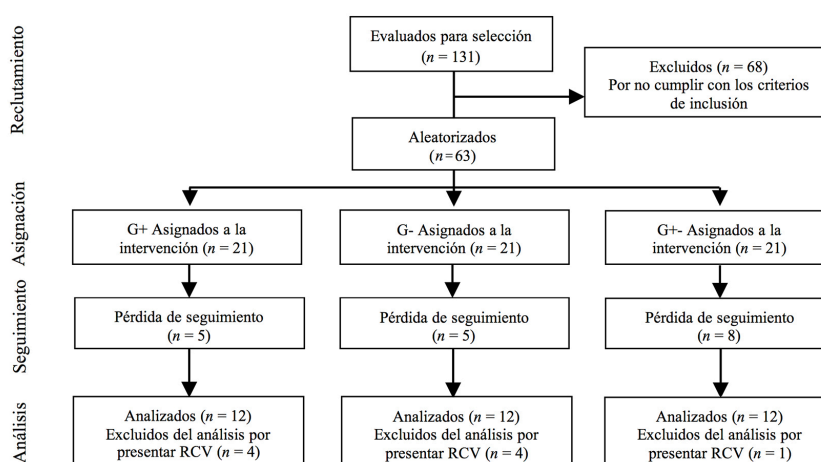 Reclutamiento
Evaluados para selección
(n = 131)
Excluidos (n = 68)
Por no cumplir con los criterios
de inclusión
Aleatorizados
(n=63)
Asignación
G+ Asignados a la
intervención (n = 21)
G- Asignados a la
intervención (n = 21)
G+- Asignados a la
intervención (n = 21)
Seguimiento
Pérdida de seguimiento
(n = 5)
Pérdida de seguimiento
(n = 5)
Pérdida de seguimiento
(n = 8)
Análisis
Analizados (n = 12)
Excluidos del análisis por
presentar RCV (n = 4)
Analizados (n = 12)
Excluidos del análisis por
presentar RCV (n = 4)
Analizados (n = 12)
Excluidos del análisis por
presentar RCV (n = 1)